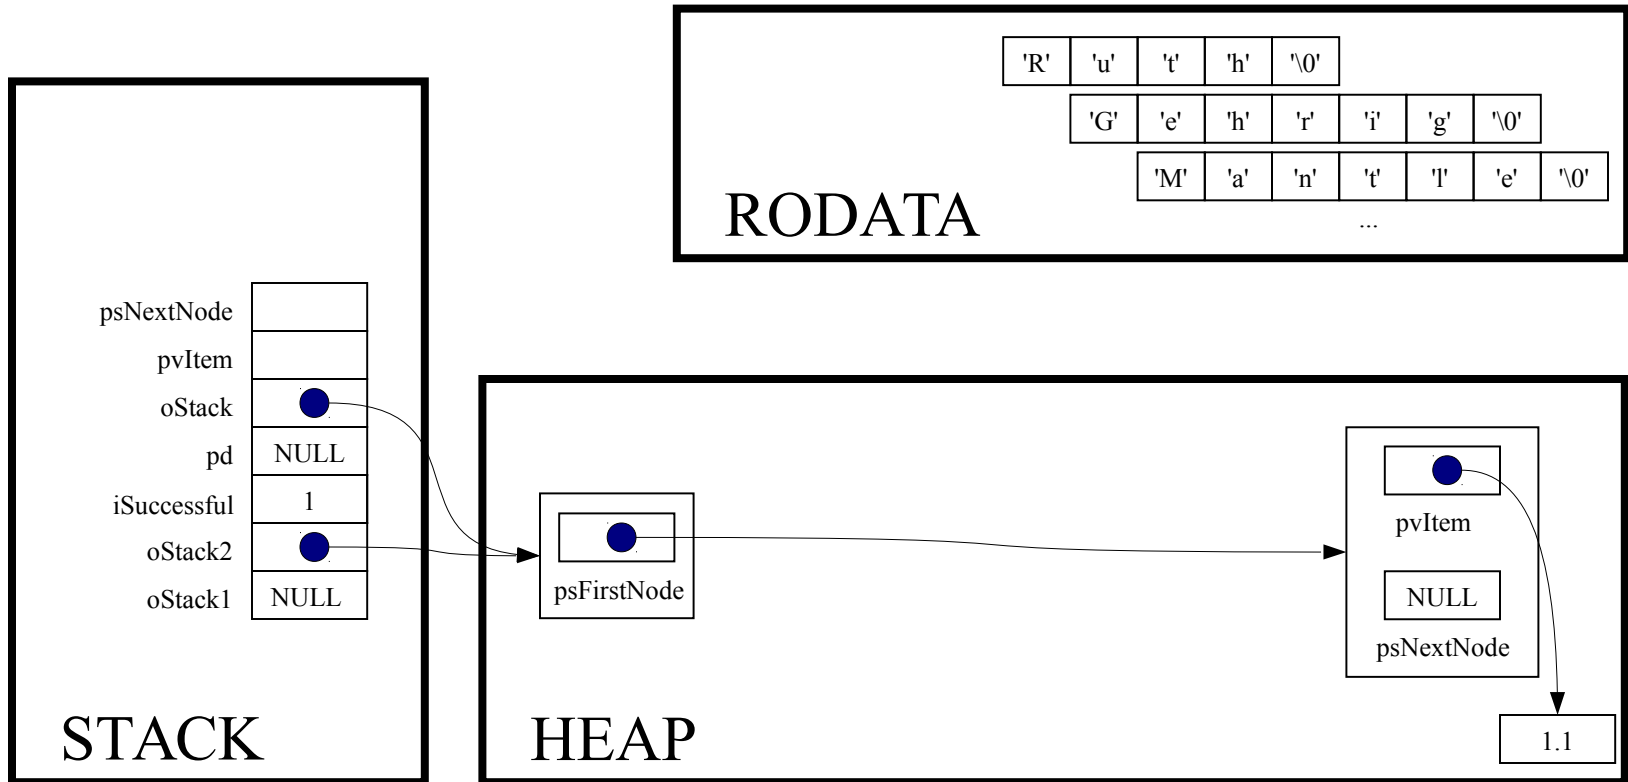 'R' 'u' 't' 'h' '\0'
'G' 'e' 'h' 'r' 'i' 'g' '\0'
'M' 'a' 'n' 't' 'l' 'e' '\0'
...
RODATA
psNextNode
pvItem
oStack
pd NULL
iSuccessful 1
oStack2
oStack1 NULL
STACK
psFirstNode
pvItem
NULL
psNextNode
1.1
HEAP